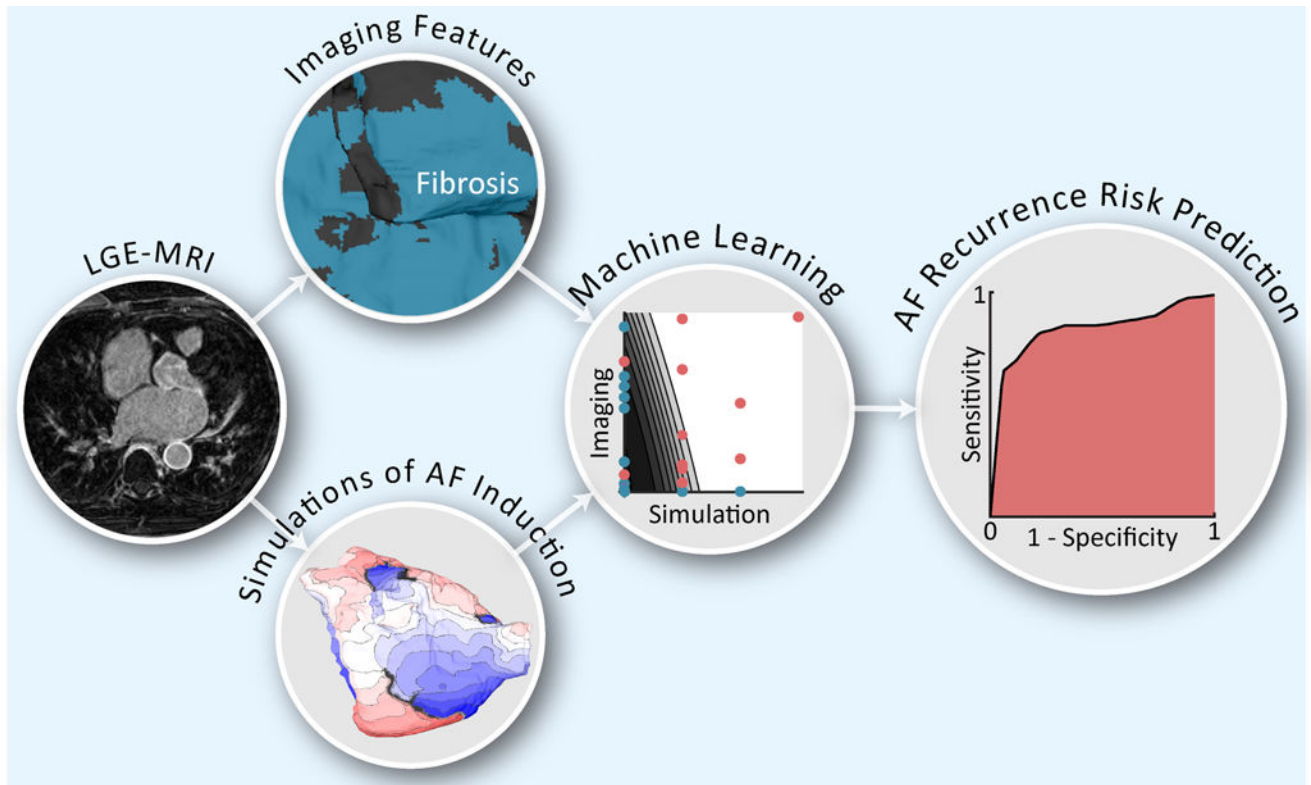 LGE-MRI
Imaging Features
Fibrosis
Simulations of AF Induction
Machine Learning
Imaging
Simulation
AF Recurrence Risk Prediction
1
Sensitivity
0
1 - Specificity
1